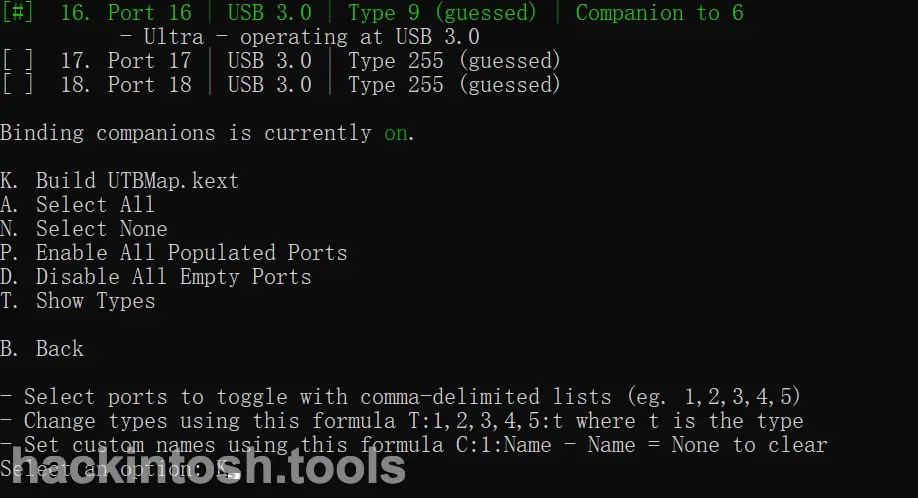 [#] 16. Port 16 | USB 3.0 | Type 9 (guessed) | Companion to 6
- Ultra - operating at USB 3.0
[ ] 17. Port 17 | USB 3.0 | Type 255 (guessed)
[ ] 18. Port 18 | USB 3.0 | Type 255 (guessed)
Binding companions is currently on.
K. Build UTBMap.kext
A. Select All
N. Select None
P. Enable All Populated Ports
D. Disable All Empty Ports
T. Show Types
B. Back
- Select ports to toggle with comma-delimited lists (eg. 1,2,3,4,5)
- Change types using this formula T:1,2,3,4,5:t where t is the type
- Set custom names using this formula C:1:Name - Name = None to clear
Select an option: K
hackintosh.tools